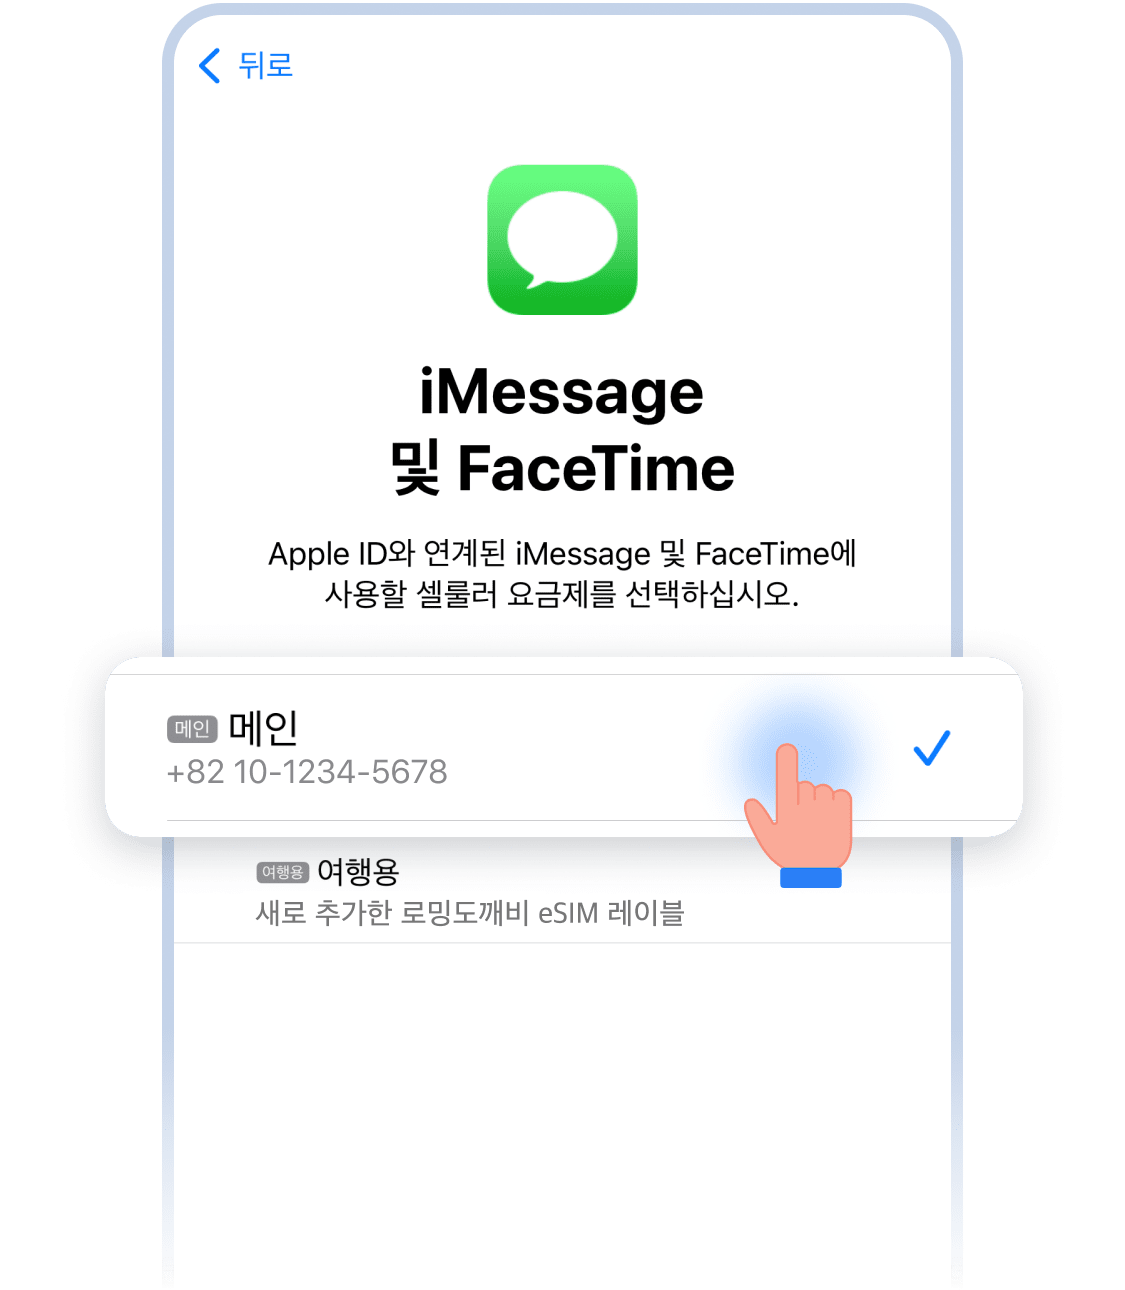 뒤로
iMessage
및 FaceTime
Apple ID와 연계된 iMessage 및 FaceTime에
사용할 셀룰러 요금제를 선택하십시오.
메인 메인
+82 10-1234-5678
여행용 여행용
새로 추가한 로밍도깨비 eSIM 레이블